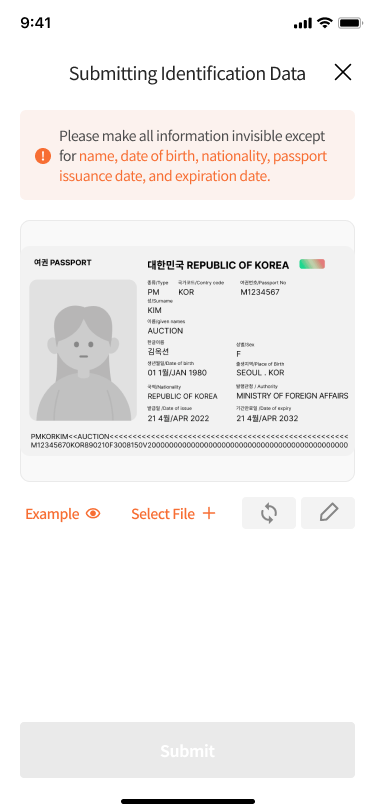 9:41
Submitting Identification Data
Please make all information invisible except
for name, date of birth, nationality, passport
issuance date, and expiration date.
여권 PASSPORT
대한민국 REPUBLIC OF KOREA
종류/Type 국가코드/Contry code 여권번호/Passport No
PM KOR M1234567
성/Surname
KIM
이름/given names
AUCTION
한글이름 성별/Sex
김옥션 F
생년월일/Date of birth 출생지역/Place of Birth
01 1월/JAN 1980 SEOUL . KOR
국적/Nationality 발행관청 / Authority
REPUBLIC OF KOREA MINISTRY OF FOREIGN AFFAIRS
발급일 /Date of issue 기간만료일 /Date of expiry
21 4월/APR 2022 21 4월/APR 2032
PMKORKIM<<AUCTION<<<<<<<<<<<<<<<<<<<<<<<<<<<<<<<<<<<<<<<<<<<<<<<<<<
M12345670KOR890210F3008150V20000000000000000000000000000000000000000
Example
Select File
Submit